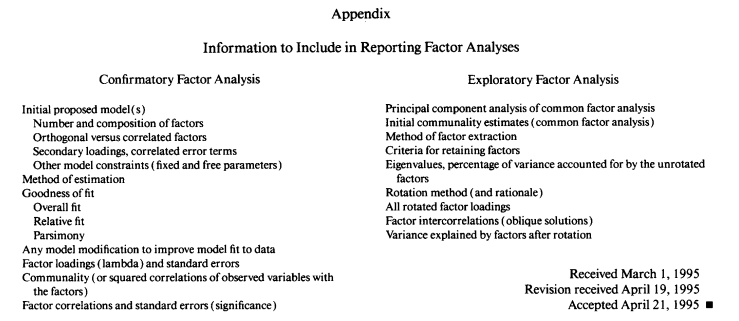 Appendix
Information to Include in Reporting Factor Analyses
Confirmatory Factor Analysis
Initial proposed model(s)
Number and composition of factors
Orthogonal versus correlated factors
Secondary loadings, correlated error terms
Other model constraints (fixed and free parameters)
Method of estimation
Goodness of fit
Overall fit
Relative fit
Parsimony
Any model modification to improve model fit to data
Factor loadings (lambda) and standard errors
Communality (or squared correlations of observed variables with
the factors)
Factor correlations and standard errors (significance)
Exploratory Factor Analysis
Principal component analysis of common factor analysis
Initial communality estimates (common factor analysis)
Method of factor extraction
Criteria for retaining factors
Eigenvalues, percentage of variance accounted for by the unrotated
factors
Rotation method (and rationale)
All rotated factor loadings
Factor intercorrelations (oblique solutions)
Variance explained by factors after rotation
Received March 1, 1995
Revision received April 19, 1995
Accepted April 21, 1995 ■